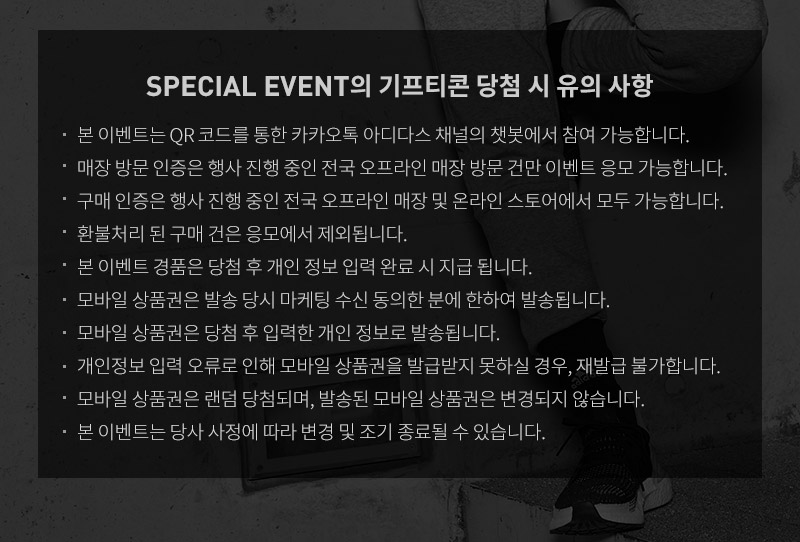 SPECIAL EVENT의 기프티콘 당첨 시 유의 사항
· 본 이벤트는 QR 코드를 통한 카카오톡 아디다스 채널의 챗봇에서 참여 가능합니다.
· 매장 방문 인증은 행사 진행 중인 전국 오프라인 매장 방문 건만 이벤트 응모 가능합니다.
· 구매 인증은 행사 진행 중인 전국 오프라인 매장 및 온라인 스토어에서 모두 가능합니다.
· 환불처리 된 구매 건은 응모에서 제외됩니다.
· 본 이벤트 경품은 당첨 후 개인 정보 입력 완료 시 지급 됩니다.
· 모바일 상품권은 발송 당시 마케팅 수신 동의한 분에 한하여 발송됩니다.
· 모바일 상품권은 당첨 후 입력한 개인 정보로 발송됩니다.
· 개인정보 입력 오류로 인해 모바일 상품권을 발급받지 못하실 경우, 재발급 불가합니다.
· 모바일 상품권은 랜덤 당첨되며, 발송된 모바일 상품권은 변경되지 않습니다.
· 본 이벤트는 당사 사정에 따라 변경 및 조기 종료될 수 있습니다.